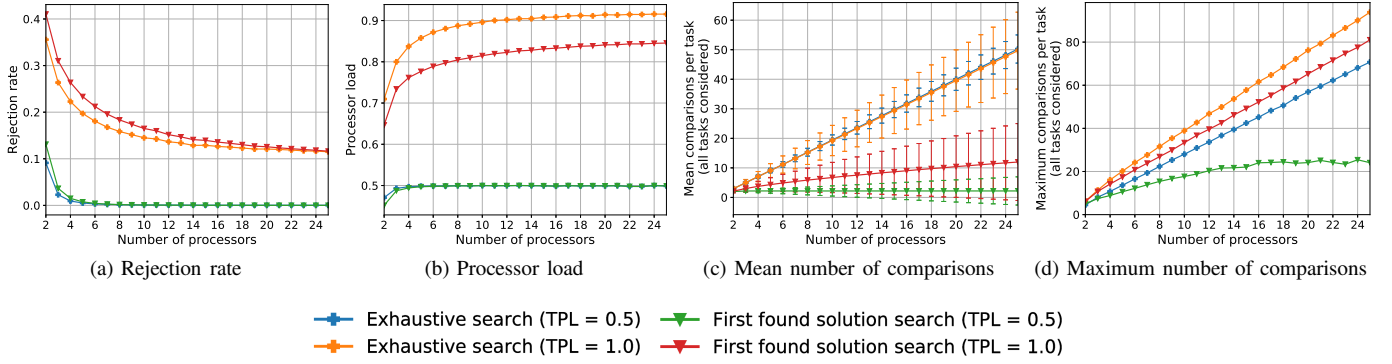 0.4
0.3
0.2
0.1
0.0
Rejection rate
2 4 6 8 10 12 14 16 18 20 22 24
Number of processors
(a) Rejection rate
0.9
0.8
0.7
0.6
0.5
Processor load
2 4 6 8 10 12 14 16 18 20 22 24
Number of processors
(b) Processor load
60
50
40
30
20
10
0
Mean comparisons per task
(all tasks considered)
2 4 6 8 10 12 14 16 18 20 22 24
Number of processors
(c) Mean number of comparisons
80
60
40
20
0
Maximum comparisons per task
(all tasks considered)
2 4 6 8 10 12 14 16 18 20 22 24
Number of processors
(d) Maximum number of comparisons
Exhaustive search (TPL = 0.5)
Exhaustive search (TPL = 1.0)
First found solution search (TPL = 0.5)
First found solution search (TPL = 1.0)